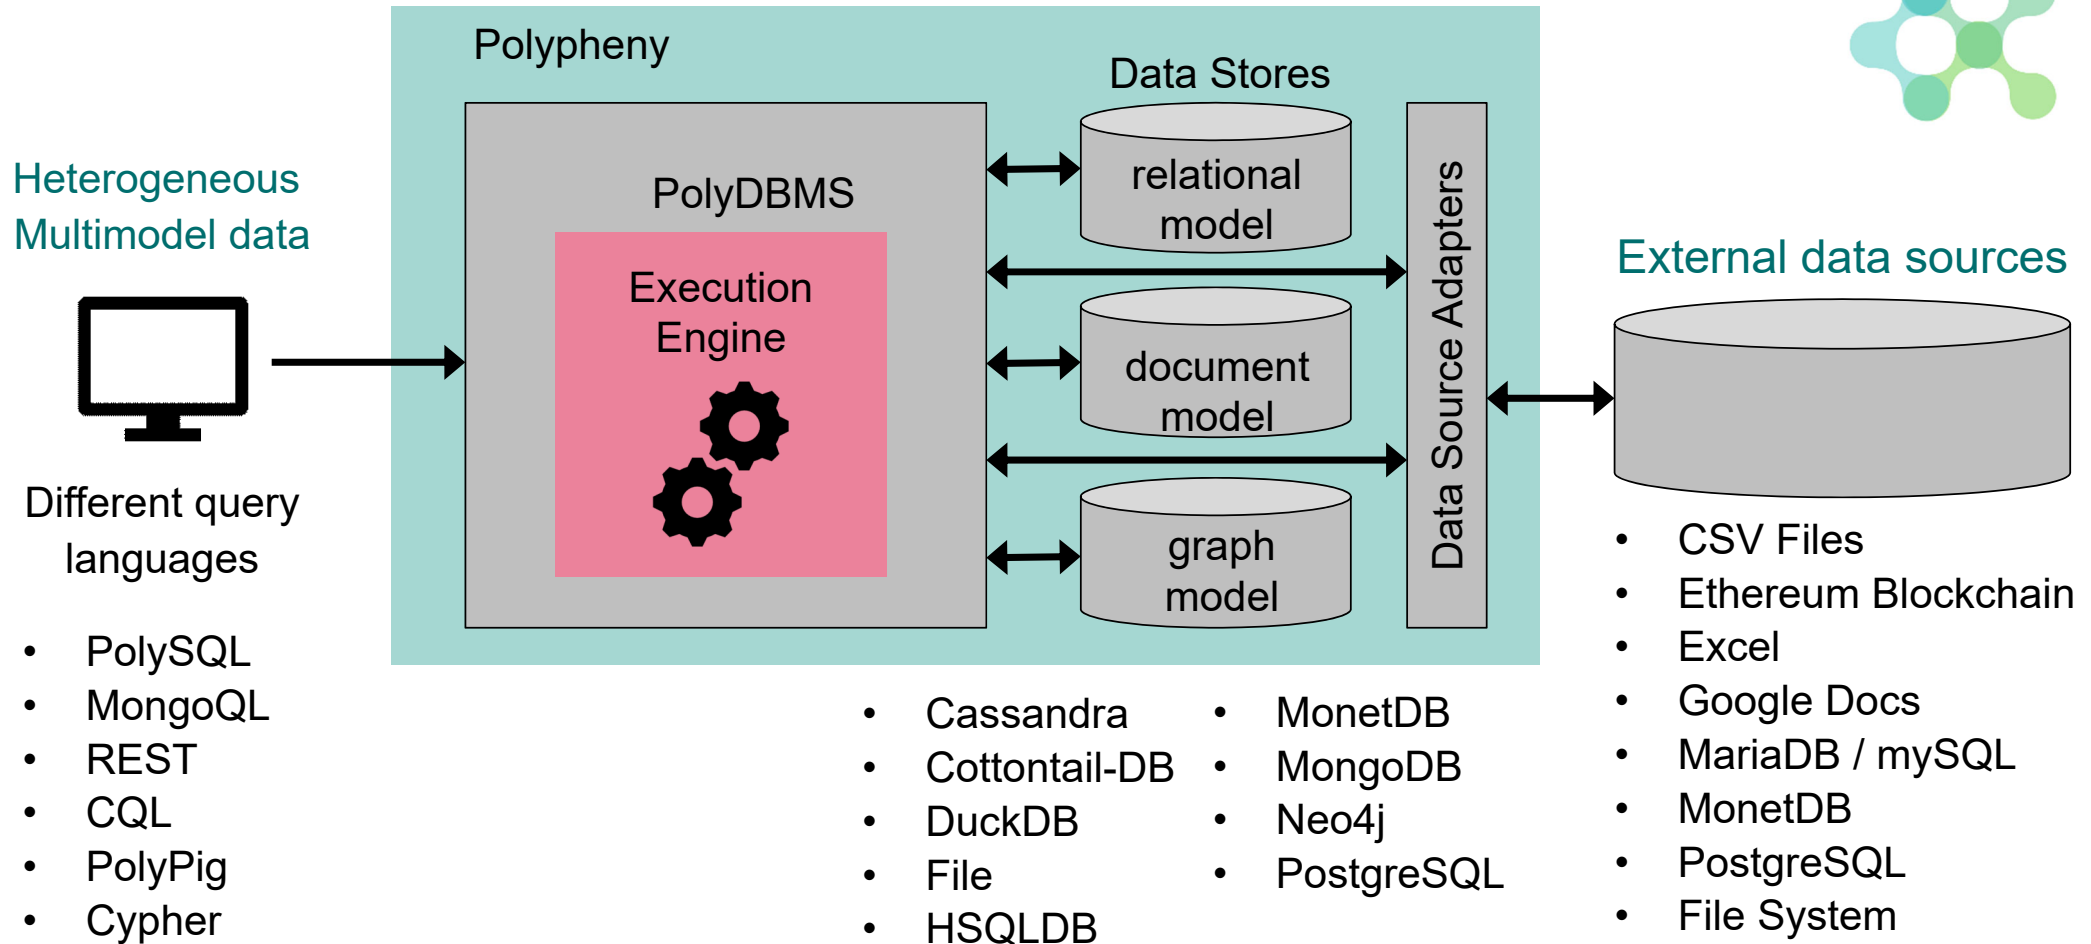 Polypheny
Data Stores
Heterogeneous
Multimodel data
PolyDBMS
Execution
Engine
relational
model
document
model
graph
model
Data Source Adapters
External data sources
Different query
languages
• PolySQL
• MongoQL
• REST
• CQL
• PolyPig
• Cypher
• Cassandra
• Cottontail-DB
• DuckDB
• File
• HSQLDB
• MonetDB
• MongoDB
• Neo4j
• PostgreSQL
• CSV Files
• Ethereum Blockchain
• Excel
• Google Docs
• MariaDB / mySQL
• MonetDB
• PostgreSQL
• File System